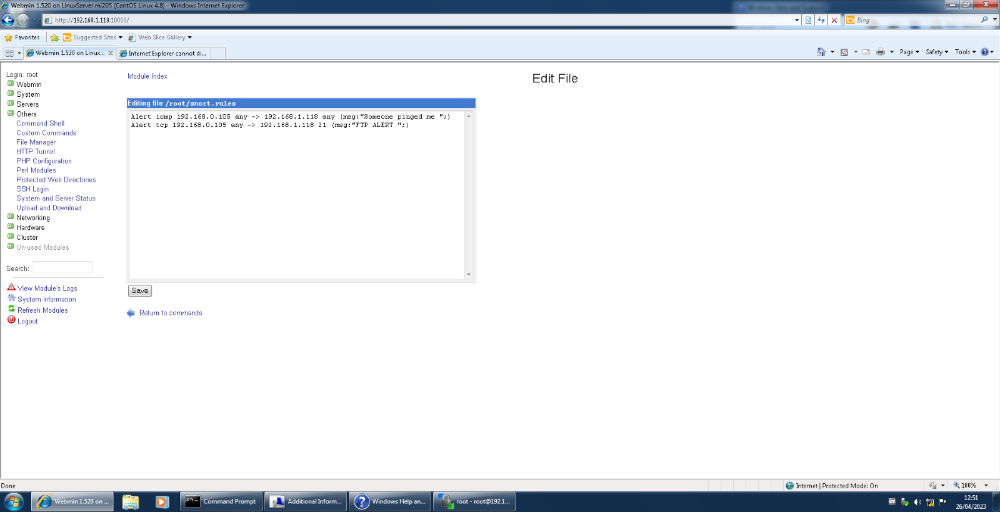 Webmin 1.520 on LinuxServer.mi205 (CentOS Linux 4.8) - Windows Internet Explorer
http://192.168.1.118:10000/
Bing
Favorites
Suggested Sites
Web Slice Gallery
Webmin 1.520 on Linux...
Internet Explorer cannot di...
Page
Safety
Tools
Login: root
Webmin
System
Servers
Others
Command Shell
Custom Commands
File Manager
HTTP Tunnel
PHP Configuration
Perl Modules
Protected Web Directories
SSH Login
System and Server Status
Upload and Download
Networking
Hardware
Cluster
Un-used Modules
Search:
View Module's Logs
System Information
Refresh Modules
Logout
Module Index
Edit File
Editing file /root/snort.rules
Alert icmp 192.168.0.105 any -> 192.168.1.118 any (msg:"Someone pinged me ";)
Alert tcp 192.168.0.105 any -> 192.168.1.118 21 (msg:"FTP ALERT ";)
Save
Return to commands
Done
Internet | Protected Mode: On
100%
Webmin 1.520 on ...
Command Prompt
Additional Inform...
Windows Help an...
root - root@192.1...
12:51
26/04/2023